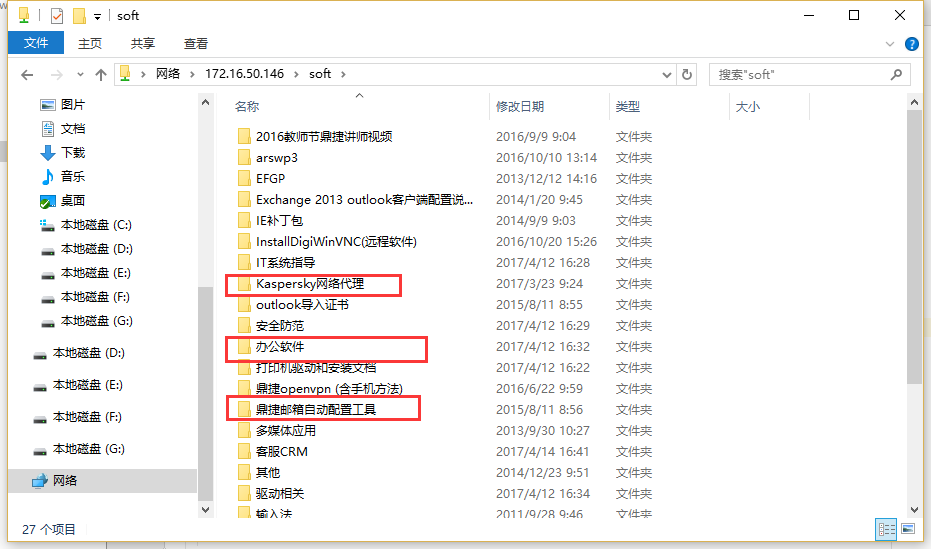 soft
文件 主页 共享 查看
网络 172.16.50.146 soft 搜索"soft"
名称 修改日期 类型 大小
图片
文档
下载
音乐
桌面
本地磁盘 (C:)
本地磁盘 (D:)
本地磁盘 (E:)
本地磁盘 (F:)
本地磁盘 (G:)
本地磁盘 (D:)
本地磁盘 (E:)
本地磁盘 (F:)
本地磁盘 (G:)
网络
2016教师节鼎捷讲师视频 2016/9/9 9:04 文件夹
arswp3 2016/10/10 13:14 文件夹
EFGP 2013/12/12 14:16 文件夹
Exchange 2013 outlook客户端配置说... 2014/1/20 9:45 文件夹
IE补丁包 2014/9/9 9:03 文件夹
InstallDigiWinVNC(远程软件) 2016/10/20 15:26 文件夹
IT系统指导 2017/4/12 16:28 文件夹
Kaspersky网络代理 2017/3/23 9:24 文件夹
outlook导入证书 2015/8/11 8:55 文件夹
安全防范 2017/4/12 16:29 文件夹
办公软件 2017/4/12 16:32 文件夹
打印机驱动和安装文档 2017/4/12 16:22 文件夹
鼎捷openvpn (含手机方法) 2016/6/22 9:59 文件夹
鼎捷邮箱自动配置工具 2015/8/11 8:56 文件夹
多媒体应用 2013/9/30 10:27 文件夹
客服CRM 2017/4/14 16:41 文件夹
其他 2014/12/23 9:51 文件夹
驱动相关 2017/4/12 16:34 文件夹
输入法 2011/9/28 9:46 文件夹
27 个项目